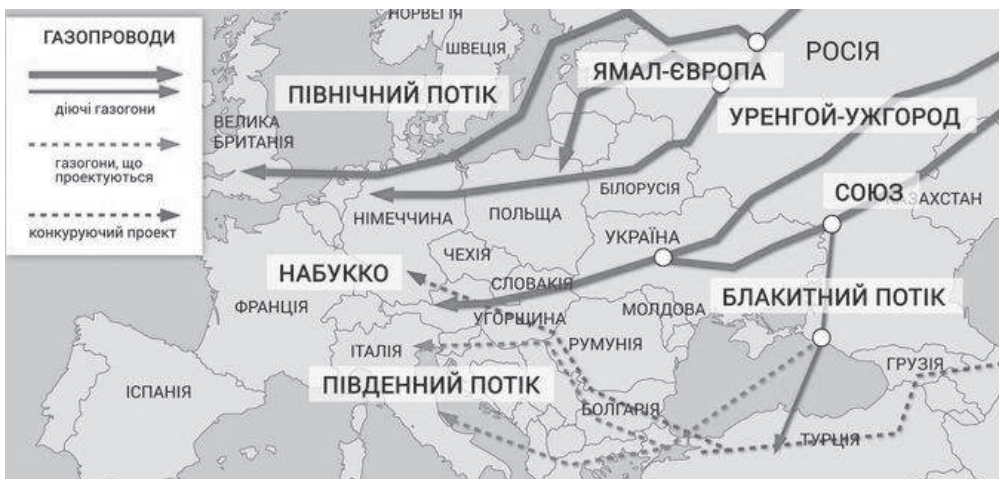 ГАЗОПРОВОДИ
діючі газогони
газогони, що
проектуються
конкуруючий проект
НОРВЕГІЯ
ШВЕЦІЯ
РОСІЯ
ЯМАЛ-ЄВРОПА
ПІВНІЧНИЙ ПОТІК
УРЕНГОЙ-УЖГОРОД
ВЕЛИКА
БРИТАНІЯ
БІЛОРУСІЯ
СОЮЗ
АЗАХСТАН
НІМЕЧЧИНА
ПОЛЬЩА
УКРАЇНА
ЧЕХІЯ
НАБУККО
СЛОВАКІЯ
БЛАКИТНИЙ ПОТІК
ФРАНЦІЯ
УГОРЩИНА
МОЛДОВА
ІТАЛІЯ
РУМУНІЯ
ГРУЗІЯ
ПІВДЕННИЙ ПОТІК
ІСПАНІЯ
БОЛГАРІЯ
ТУРЦІЯ